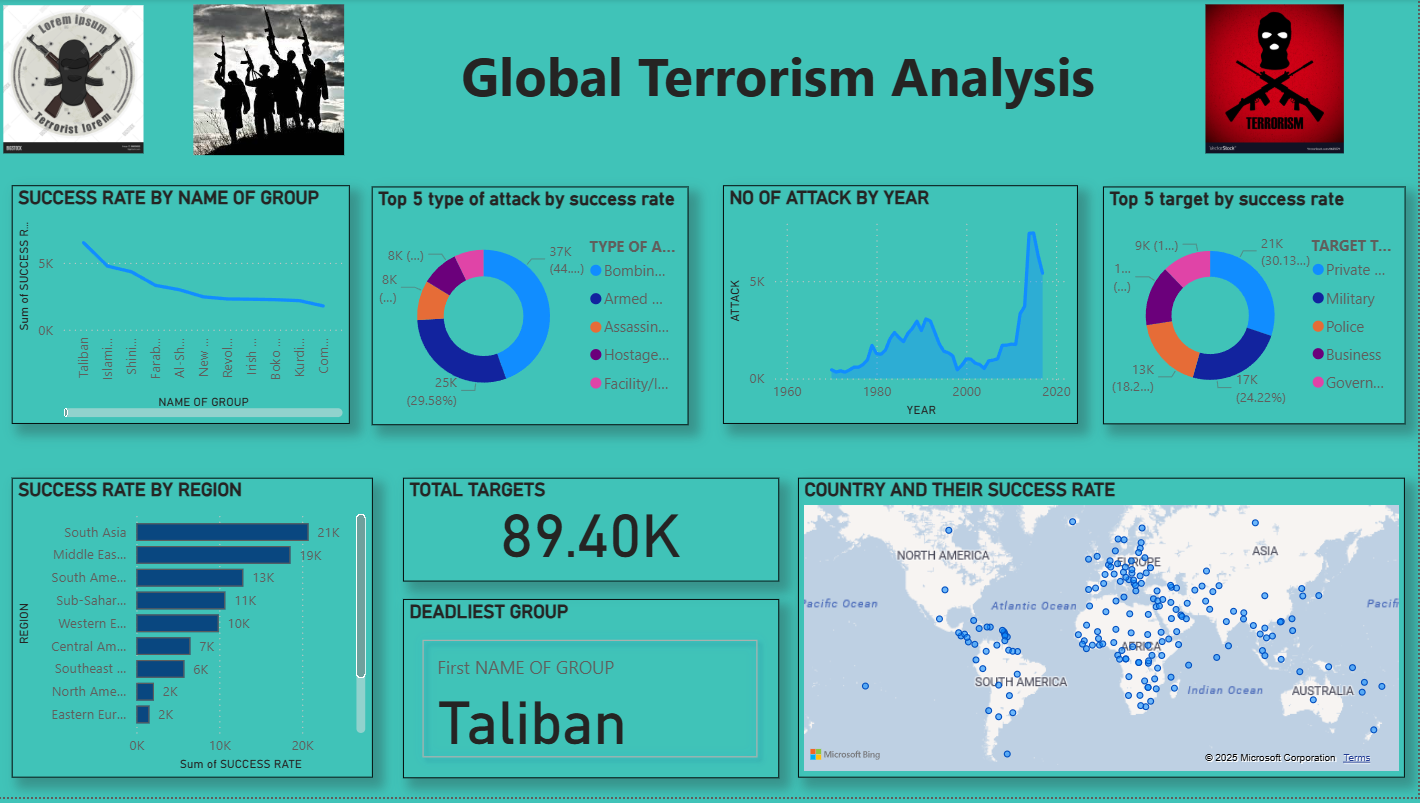 Lorem ipsum
Terrorist lorem
Global Terrorism Analysis
TERRORISM
VectorStock
SUCCESS RATE BY NAME OF GROUP
Sum of SUCCESS R...
5K
0K
Taliban
Islami...
Shini...
Farab...
Al-Sh...
New ...
Revol...
Irish ...
Boko ...
Kurdi...
Com...
NAME OF GROUP
Top 5 type of attack by success rate
8K (...)
8K
(...)
37K
(44....)
25K
(29.58%)
TYPE OF A...
Bombin...
Armed ...
Assassin...
Hostage...
Facility/I...
NO OF ATTACK BY YEAR
ATTACK
5K
0K
1960
1980
2000
2020
YEAR
Top 5 target by success rate
9K (1...)
1...
(...)
21K
(30.13...)
13K
(18.2...)
17K
(24.22%)
TARGET T...
Private ...
Military
Police
Business
Govern...
SUCCESS RATE BY REGION
REGION
South Asia 21K
Middle Eas... 19K
South Ame... 13K
Sub-Sahar... 11K
Western E... 10K
Central Am... 7K
Southeast ... 6K
North Ame... 2K
Eastern Eur... 2K
0K 10K 20K
Sum of SUCCESS RATE
TOTAL TARGETS
89.40K
DEADLIEST GROUP
First NAME OF GROUP
Taliban
COUNTRY AND THEIR SUCCESS RATE
NORTH AMERICA
EUROPE
ASIA
Pacific Ocean
Atlantic Ocean
Pacifi
AFRICA
SOUTH AMERICA
Indian Ocean
AUSTRALIA
Microsoft Bing
© 2025 Microsoft Corporation Terms